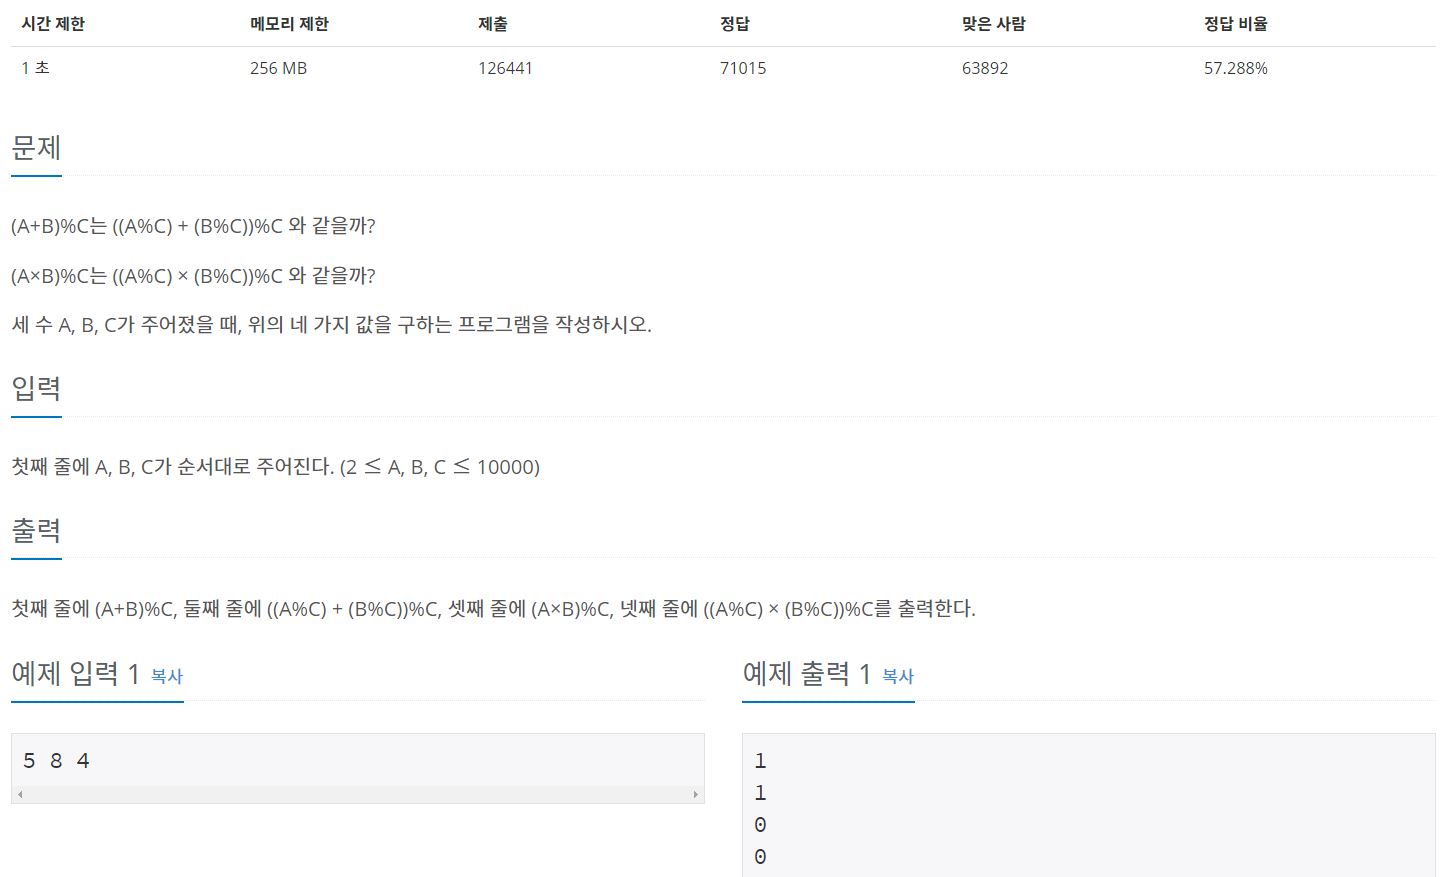 시간 제한 메모리 제한 제출 정답 맞은 사람 정답 비율
1 초 256 MB 126441 71015 63892 57.288%
문제
(A+B)%C는 ((A%C) + (B%C))%C 와 같을까?
(A×B)%C는 ((A%C) × (B%C))%C 와 같을까?
세 수 A, B, C가 주어졌을 때, 위의 네 가지 값을 구하는 프로그램을 작성하시오.
입력
첫째 줄에 A, B, C가 순서대로 주어진다. (2 ≤ A, B, C ≤ 10000)
출력
첫째 줄에 (A+B)%C, 둘째 줄에 ((A%C) + (B%C))%C, 셋째 줄에 (A×B)%C, 넷째 줄에 ((A%C) × (B%C))%C를 출력한다.
예제 입력 1 복사
5 8 4
예제 출력 1 복사
1
1
0
0